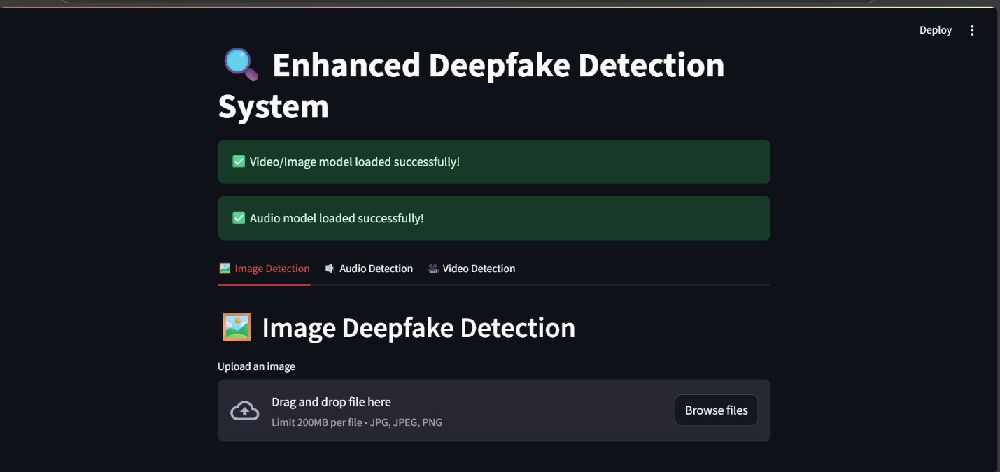 Deploy
Enhanced Deepfake Detection
System
Video/Image model loaded successfully!
Audio model loaded successfully!
Image Detection Audio Detection Video Detection
Image Deepfake Detection
Upload an image
Drag and drop file here
Limit 200MB per file • JPG, JPEG, PNG
Browse files